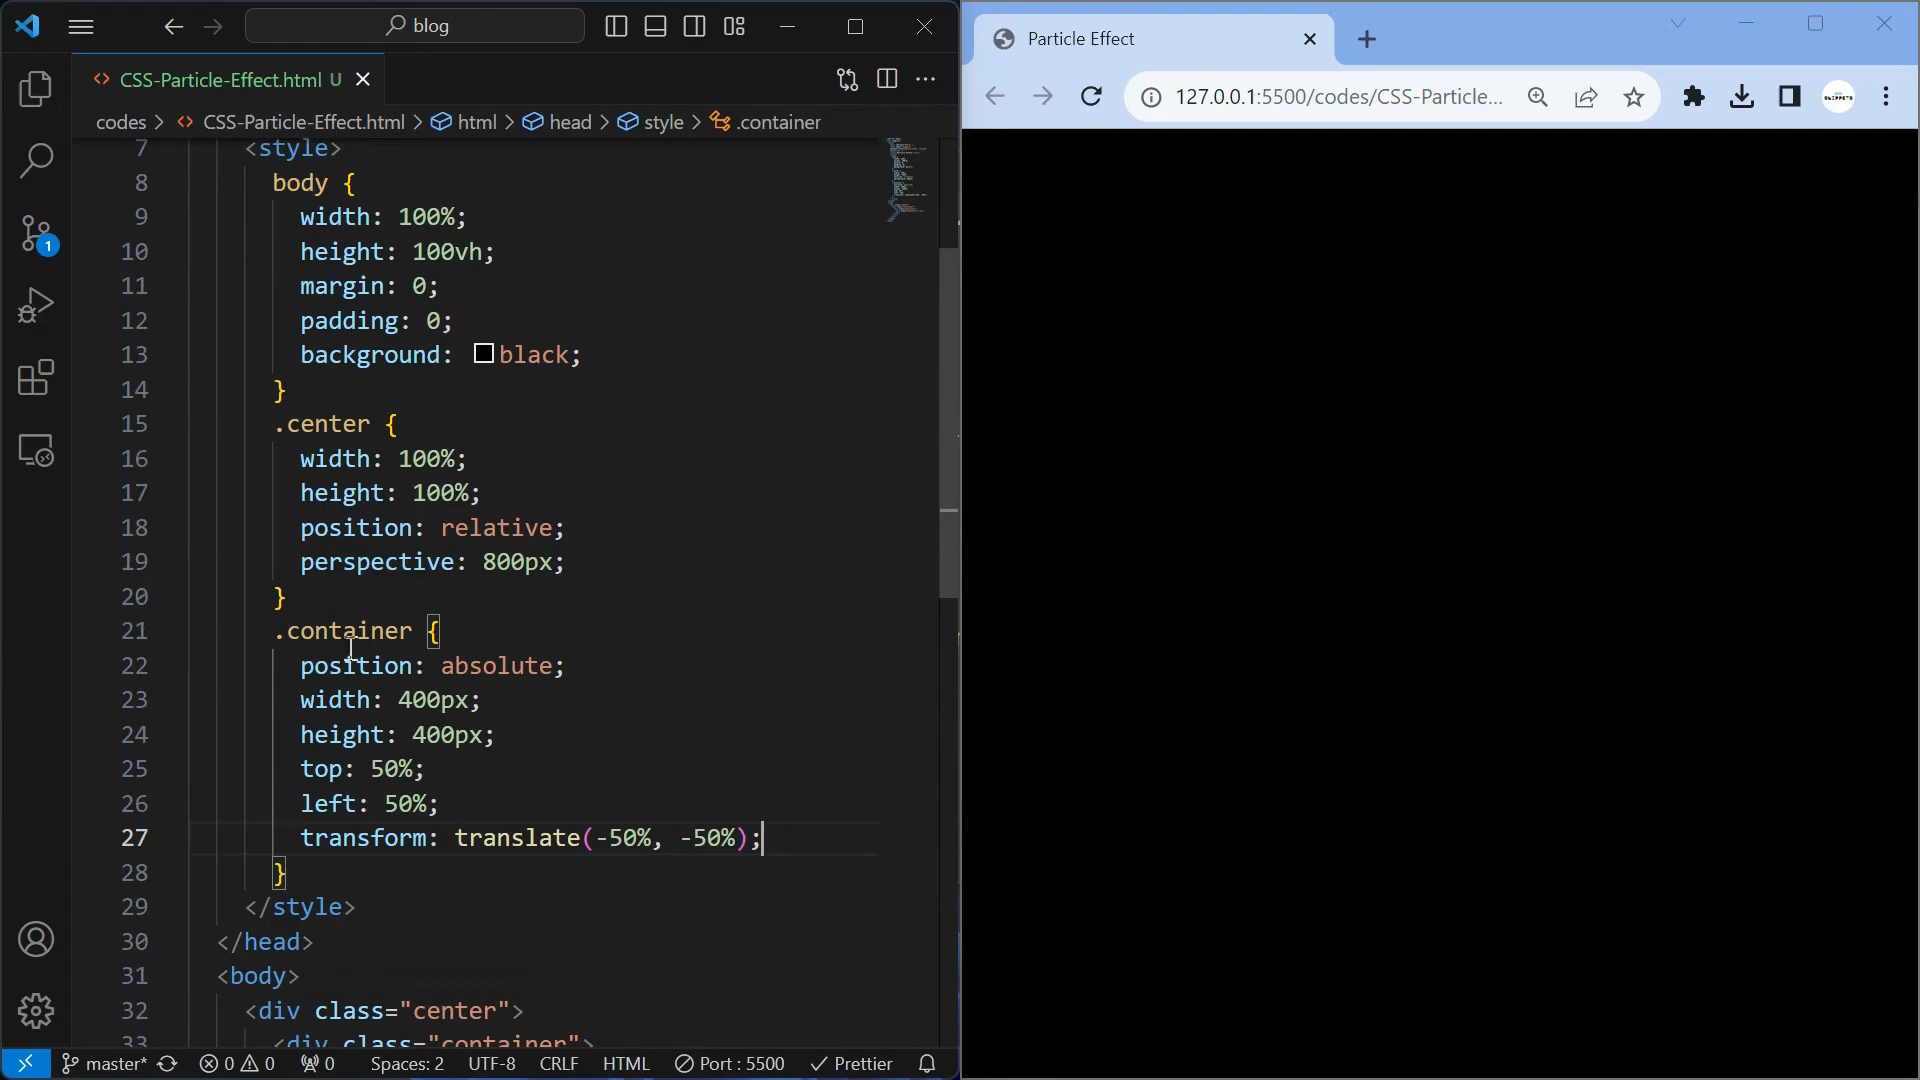 blog
CSS-Particle-Effect.html U
codes > CSS-Particle-Effect.html > html > head > style > .container
7 <style>
8 body {
9 width: 100%;
10 height: 100vh;
11 margin: 0;
12 padding: 0;
13 background: black;
14 }
15 .center {
16 width: 100%;
17 height: 100%;
18 position: relative;
19 perspective: 800px;
20 }
21 .container {
22 position: absolute;
23 width: 400px;
24 height: 400px;
25 top: 50%;
26 left: 50%;
27 transform: translate(-50%, -50%);
28 }
29 </style>
30 </head>
31 <body>
32 <div class="center">
33 <div class="container">
1
master* 0 0 0 Spaces: 2 UTF-8 CRLF HTML Port : 5500 Prettier
Particle Effect
127.0.0.1:5500/codes/CSS-Particle...